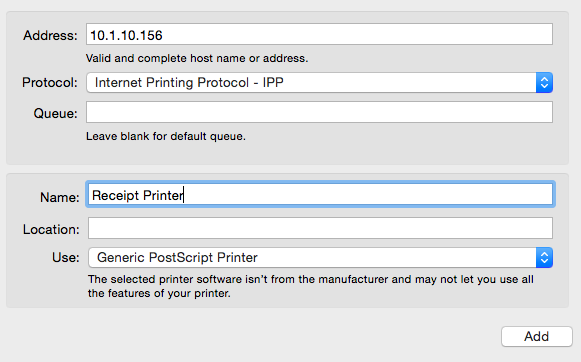 Address: 10.1.10.156
Valid and complete host name or address.
Protocol: Internet Printing Protocol - IPP
Queue:
Leave blank for default queue.
Name: Receipt Printer
Location:
Use: Generic PostScript Printer
The selected printer software isn't from the manufacturer and may not let you use all
the features of your printer.
Add